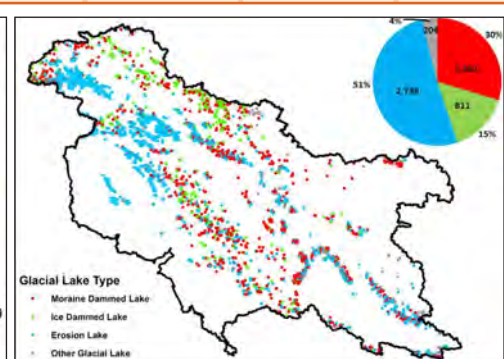 4%
206
30%
51%
2,738
811
15%
Glacial Lake Type
Moraine Dammed Lake
Ice Dammed Lake
Erosion Lake
Other Glacial Lake